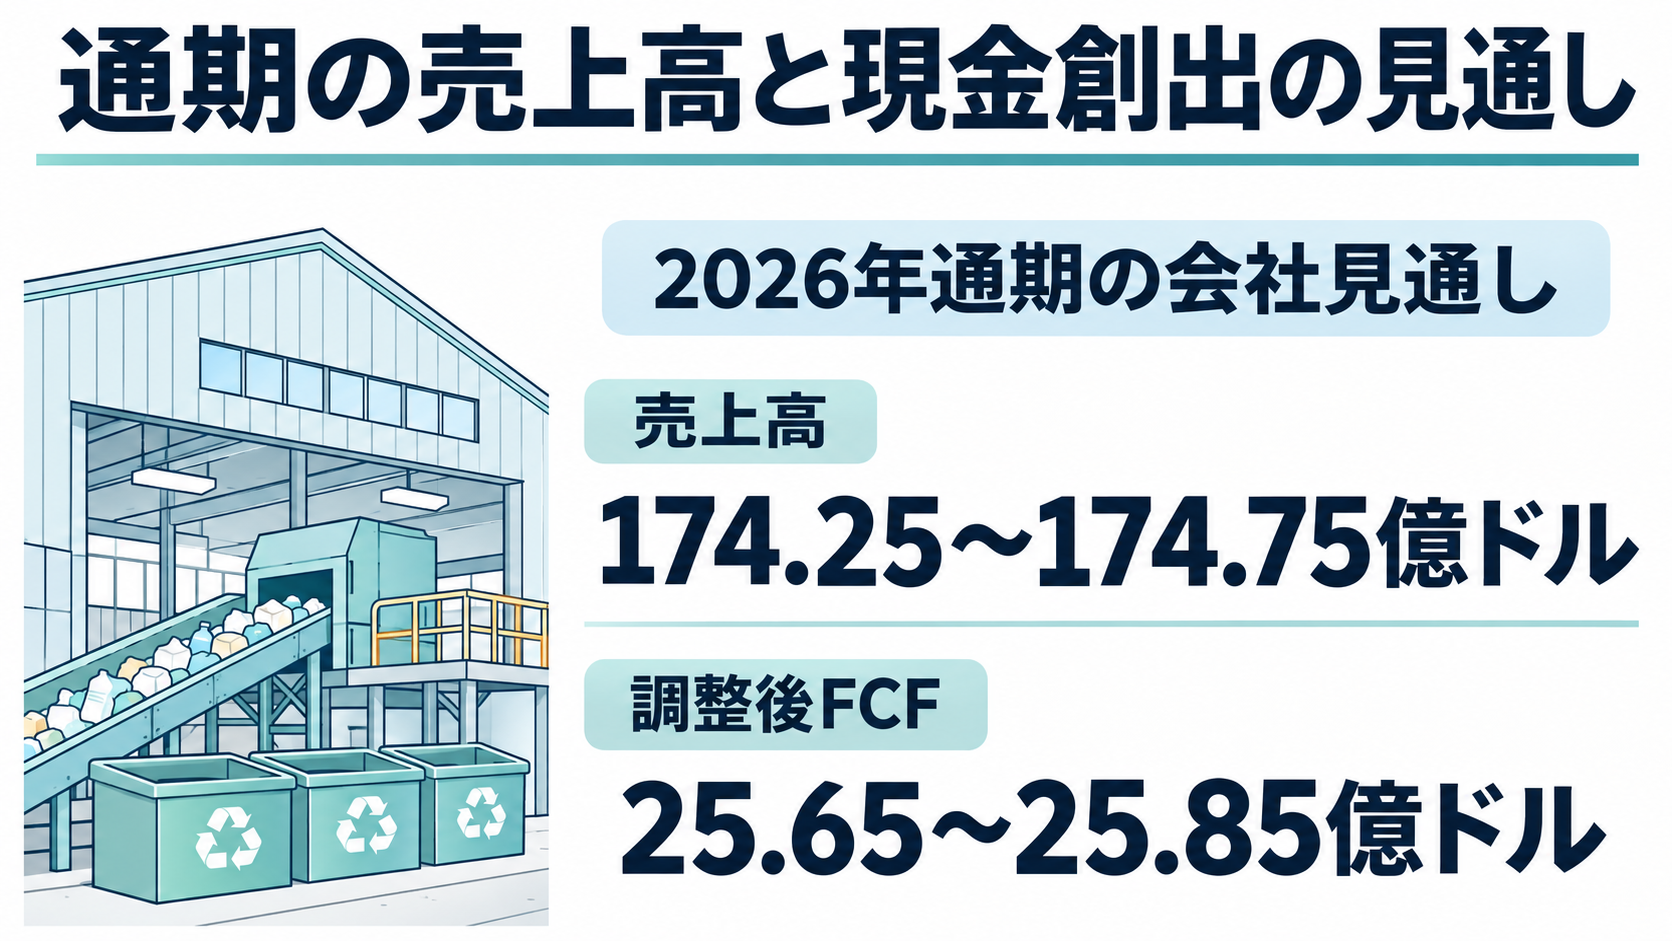 通期の売上高と現金創出の見通し
2026年通期の会社見通し
売上高
174.25～174.75億ドル
調整後FCF
25.65～25.85億ドル